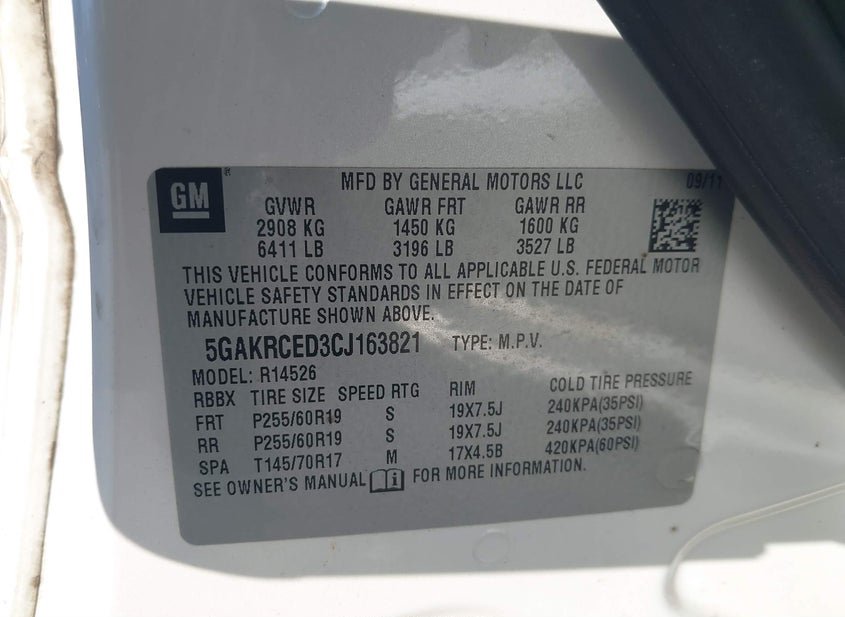 GM ® MFD BY GENERAL MOTORS LLC 09/11
GVWR GAWR FRT GAWR RR
2908 KG 1450 KG 1600 KG
6411 LB 3196 LB 3527 LB
THIS VEHICLE CONFORMS TO ALL APPLICABLE U.S. FEDERAL MOTOR
VEHICLE SAFETY STANDARDS IN EFFECT ON THE DATE OF
MANUFACTURE SHOWN ABOVE.
5GAKRCED3CJ163821 TYPE: M.P.V.
MODEL: R14526
RBBX TIRE SIZE SPEED RTG RIM COLD TIRE PRESSURE
FRT P255/60R19 S 19X7.5J 240KPA(35PSI)
RR P255/60R19 S 19X7.5J 240KPA(35PSI)
SPA T145/70R17 M 17X4.5B 420KPA(60PSI)
SEE OWNER'S MANUAL i FOR MORE INFORMATION.